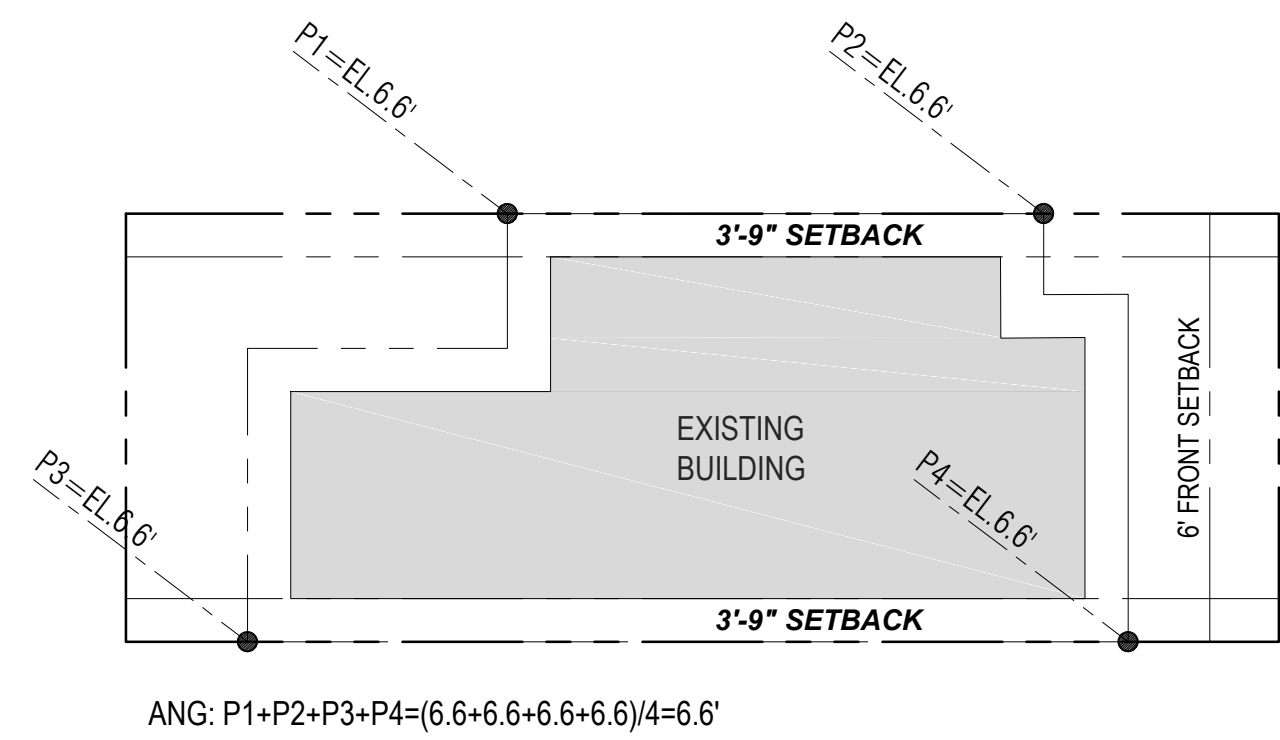 P1=EL.6.6'
P2=EL.6.6'
3'-9" SETBACK
6' FRONT SETBACK
EXISTING
BUILDING
P3=EL.6.6'
P4=EL.6.6'
3'-9" SETBACK
ANG: P1+P2+P3+P4=(6.6+6.6+6.6+6.6)/4=6.6'